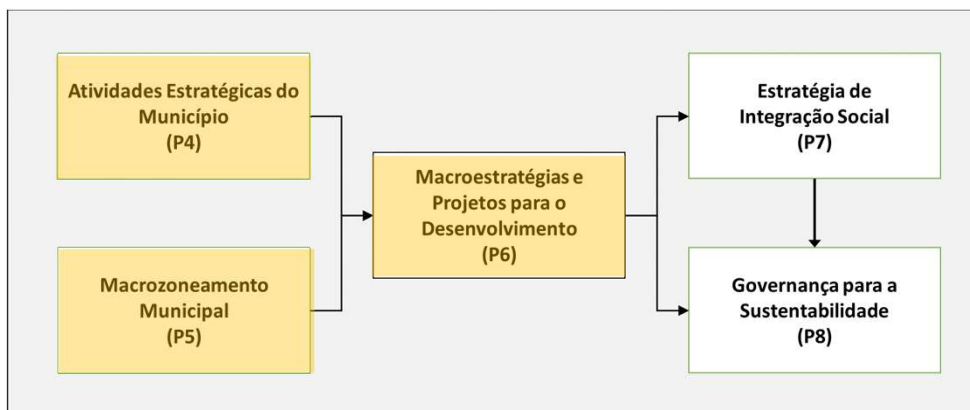 Atividades Estratégicas do
Município
(P4)
Macrozoneamento
Municipal
(P5)
Macroestratégias e
Projetos para o
Desenvolvimento
(P6)
Estratégia de
Integração Social
(P7)
Governança para a
Sustentabilidade
(P8)